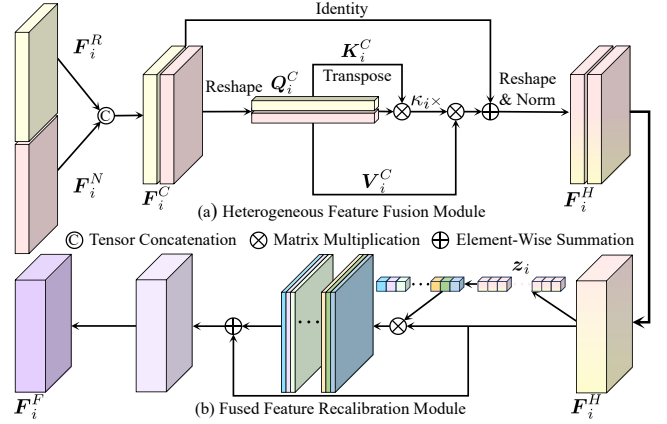 Identity
F_i^R
K_i^C
Q_i^C
Reshape
Transpose
κ_i×
Reshape
& Norm
C
F_i^N
V_i^C
F_i^C
F_i^H
(a) Heterogeneous Feature Fusion Module
C Tensor Concatenation ⊗ Matrix Multiplication ⊕ Element-Wise Summation
z_i
...
...
F_i^F
F_i^H
(b) Fused Feature Recalibration Module